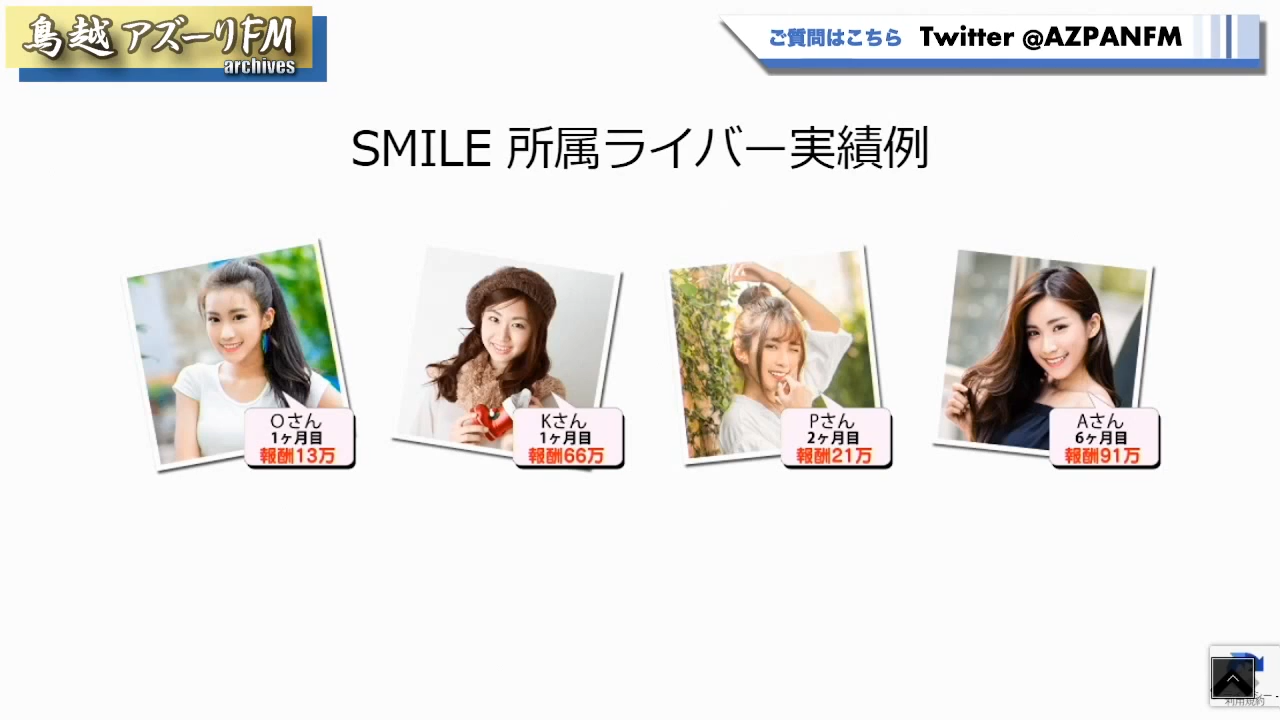 鳥越アズーリFM
archives
ご質問はこちら Twitter @AZPANFM
SMILE 所属ライバー実績例
Oさん
1ヶ月目
報酬13万
Kさん
1ヶ月目
報酬66万
Pさん
2ヶ月目
報酬21万
Aさん
6ヶ月目
報酬91万
利用規約